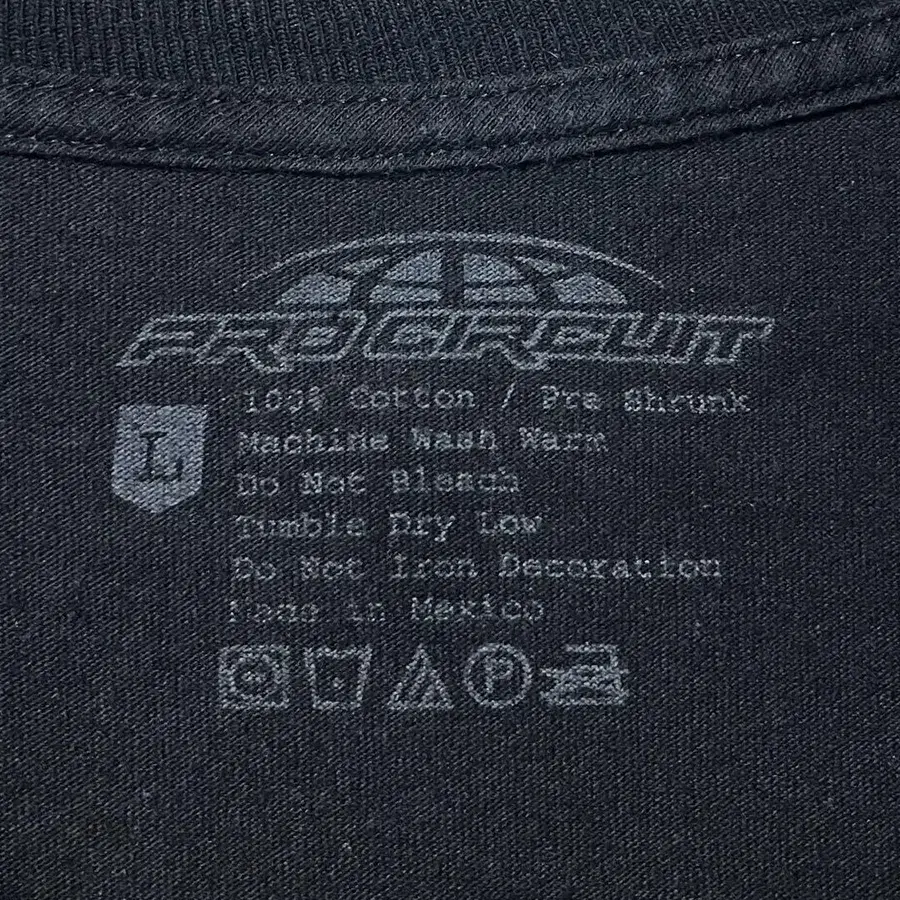 PRO CIRCUIT
100% Cotton / Pre Shrunk
L
Machine Wash Warm
Do Not Bleach
Tumble Dry Low
Do Not Iron Decoration
Made in Mexico
P